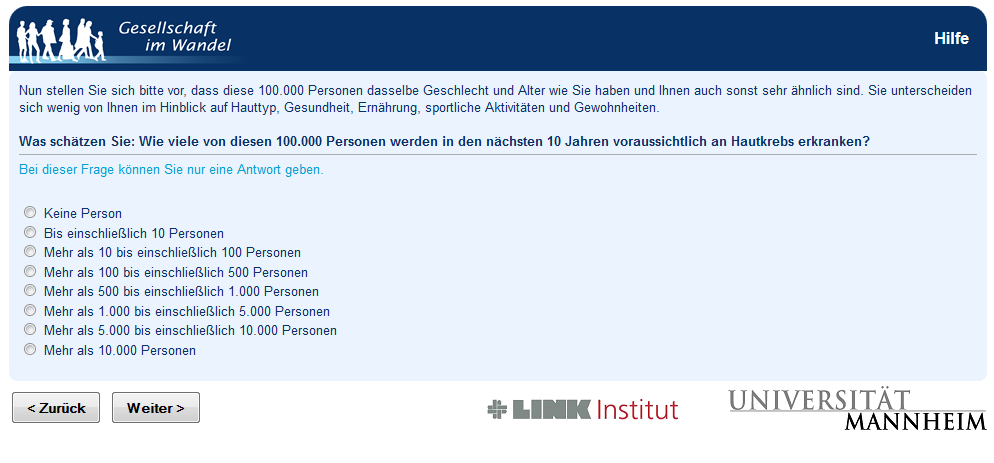 Gesellschaft
im Wandel
Hilfe
Nun stellen Sie sich bitte vor, dass diese 100.000 Personen dasselbe Geschlecht und Alter wie Sie haben und Ihnen auch sonst sehr ähnlich sind. Sie unterscheiden
sich wenig von Ihnen im Hinblick auf Hauttyp, Gesundheit, Ernährung, sportliche Aktivitäten und Gewohnheiten.
Was schätzen Sie: Wie viele von diesen 100.000 Personen werden in den nächsten 10 Jahren voraussichtlich an Hautkrebs erkranken?
Bei dieser Frage können Sie nur eine Antwort geben.
Keine Person
Bis einschließlich 10 Personen
Mehr als 10 bis einschließlich 100 Personen
Mehr als 100 bis einschließlich 500 Personen
Mehr als 500 bis einschließlich 1.000 Personen
Mehr als 1.000 bis einschließlich 5.000 Personen
Mehr als 5.000 bis einschließlich 10.000 Personen
Mehr als 10.000 Personen
< Zurück Weiter >
LINK Institut
UNIVERSITÄT
MANNHEIM